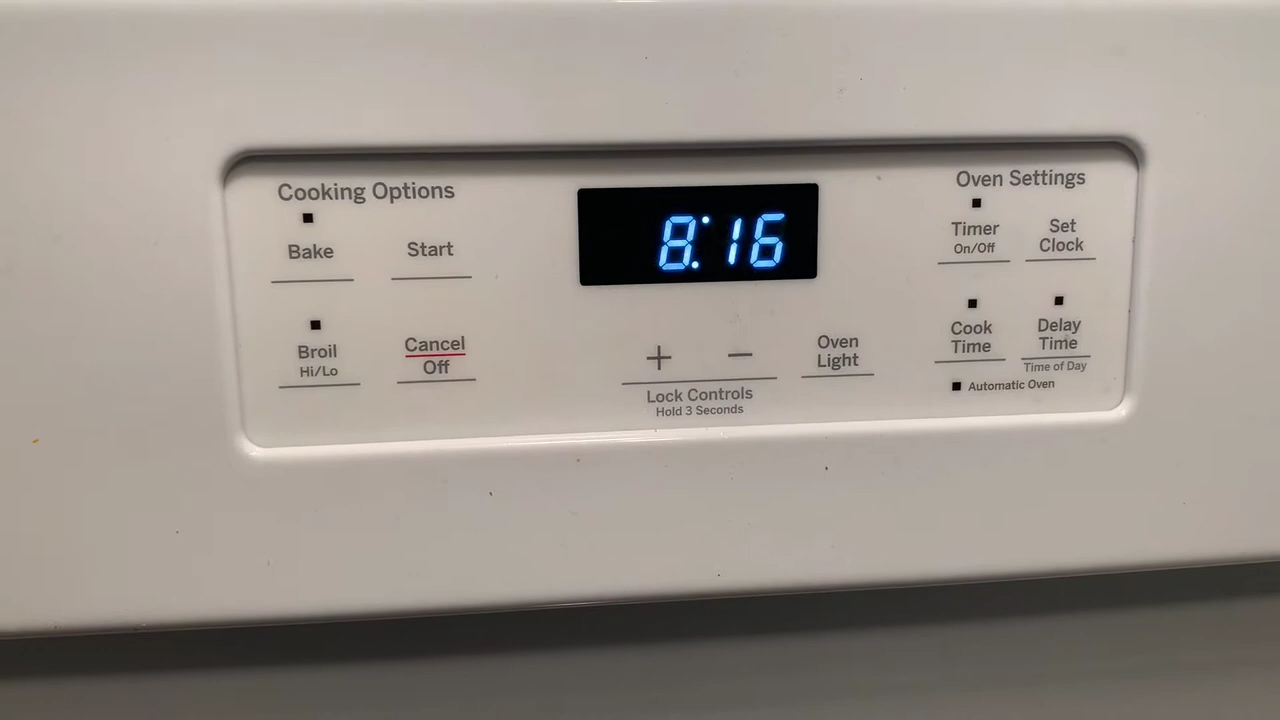 Cooking Options
Bake
Start
Broil
Hi/Lo
Cancel
Off
8:16
+ −
Lock Controls
Hold 3 Seconds
Oven
Light
Oven Settings
Timer
On/Off
Set
Clock
Cook
Time
Delay
Time
Time of Day
Automatic Oven